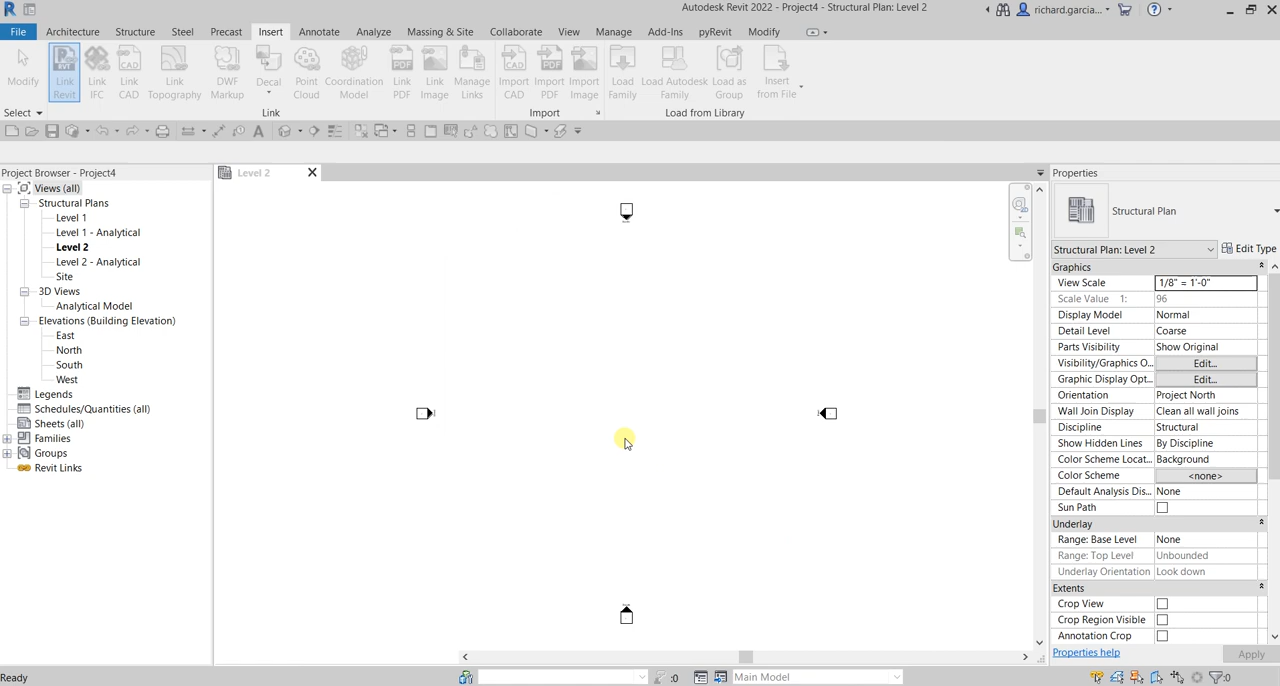 Autodesk Revit 2022 - Project4 - Structural Plan: Level 2
richard.garcia...
File Architecture Structure Steel Precast Insert Annotate Analyze Massing & Site Collaborate View Manage Add-Ins pyRevit Modify
Modify
Link Revit
Link IFC
Link CAD
Link Topography
DWF Markup
Decal
Point Cloud
Coordination Model
Link PDF
Link Image
Manage Links
Import CAD
Import PDF
Import Image
Load Family
Load Autodesk Family
Load as Group
Insert from File
Select Link Import Load from Library
Project Browser - Project4
Views (all)
Structural Plans
Level 1
Level 1 - Analytical
Level 2
Level 2 - Analytical
Site
3D Views
Analytical Model
Elevations (Building Elevation)
East
North
South
West
Legends
Schedules/Quantities (all)
Sheets (all)
Families
Groups
Revit Links
Level 2
Properties
Structural Plan
Structural Plan: Level 2 Edit Type
Graphics
View Scale 1/8" = 1'-0"
Scale Value 1: 96
Display Model Normal
Detail Level Coarse
Parts Visibility Show Original
Visibility/Graphics O... Edit...
Graphic Display Opt... Edit...
Orientation Project North
Wall Join Display Clean all wall joins
Discipline Structural
Show Hidden Lines By Discipline
Color Scheme Locat... Background
Color Scheme <none>
Default Analysis Dis... None
Sun Path
Underlay
Range: Base Level None
Range: Top Level Unbounded
Underlay Orientation Look down
Extents
Crop View
Crop Region Visible
Annotation Crop
Properties help Apply
Ready :0 Main Model :0